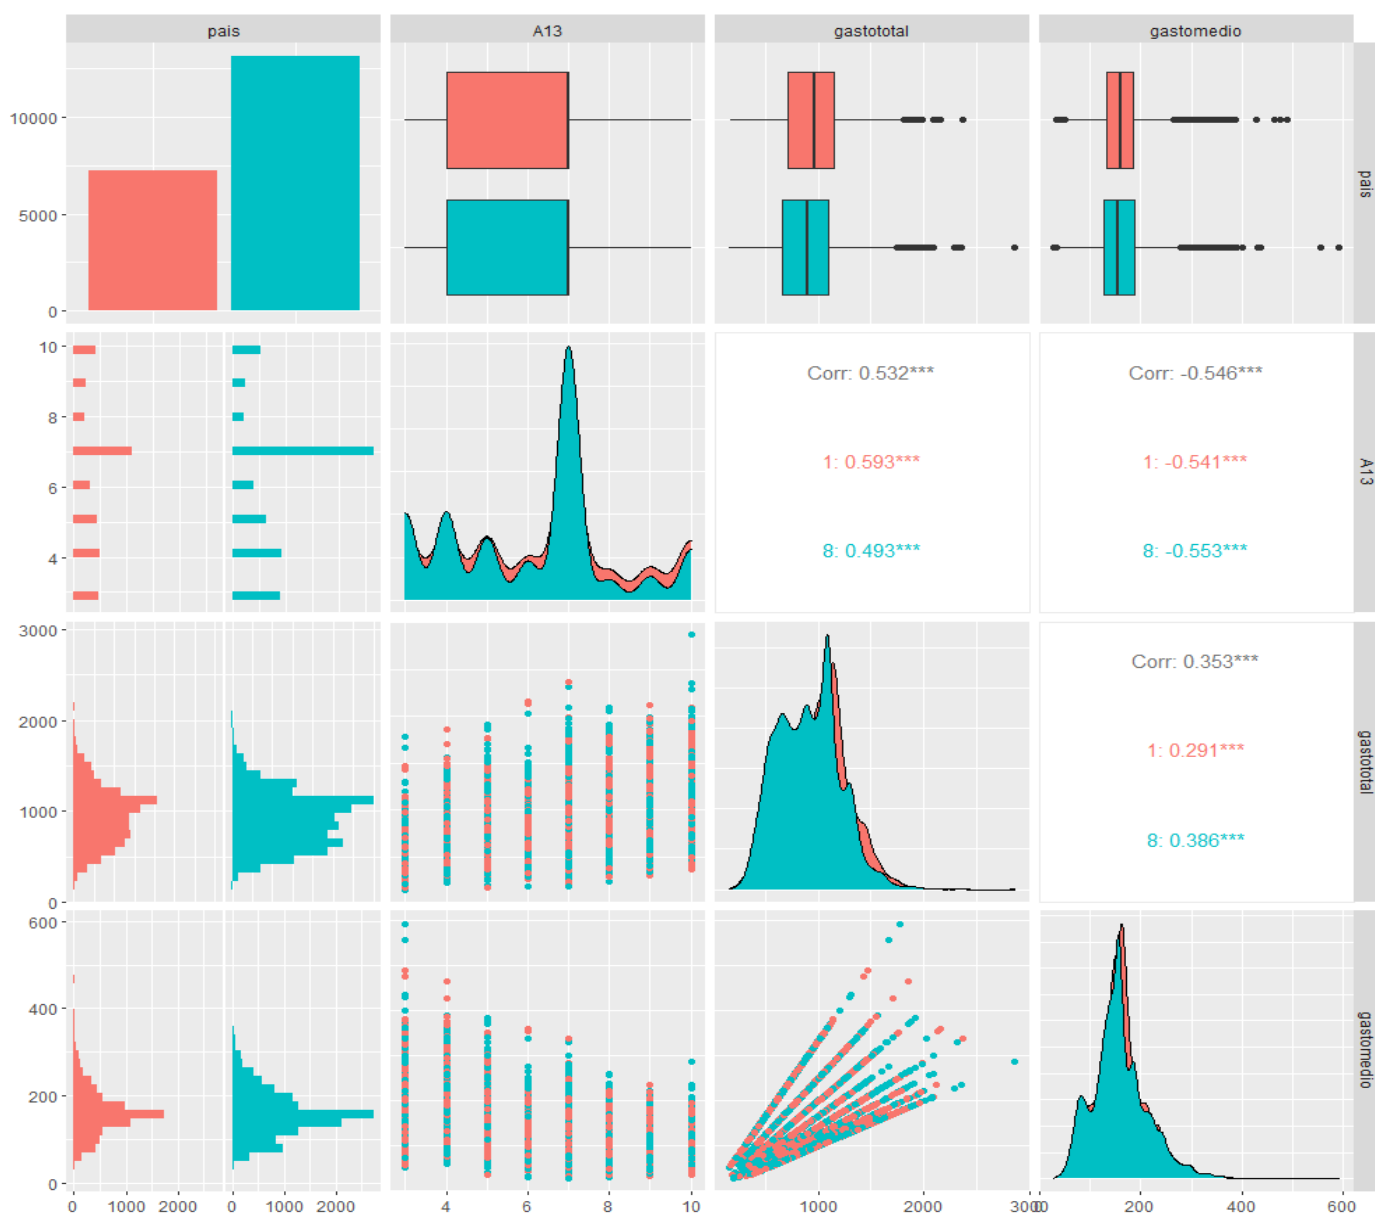 pais A13 gastototal gastomedio
10000
5000
0
pais
10
8
6
4
Corr: 0.532***
1: 0.593***
8: 0.493***
Corr: -0.546***
1: -0.541***
8: -0.553***
A13
3000
2000
1000
0
Corr: 0.353***
1: 0.291***
8: 0.386***
gastototal
600
400
200
0
gastomedio
0 1000 2000 0 1000 2000 4 6 8 10 1000 2000 3000 0 200 400 600